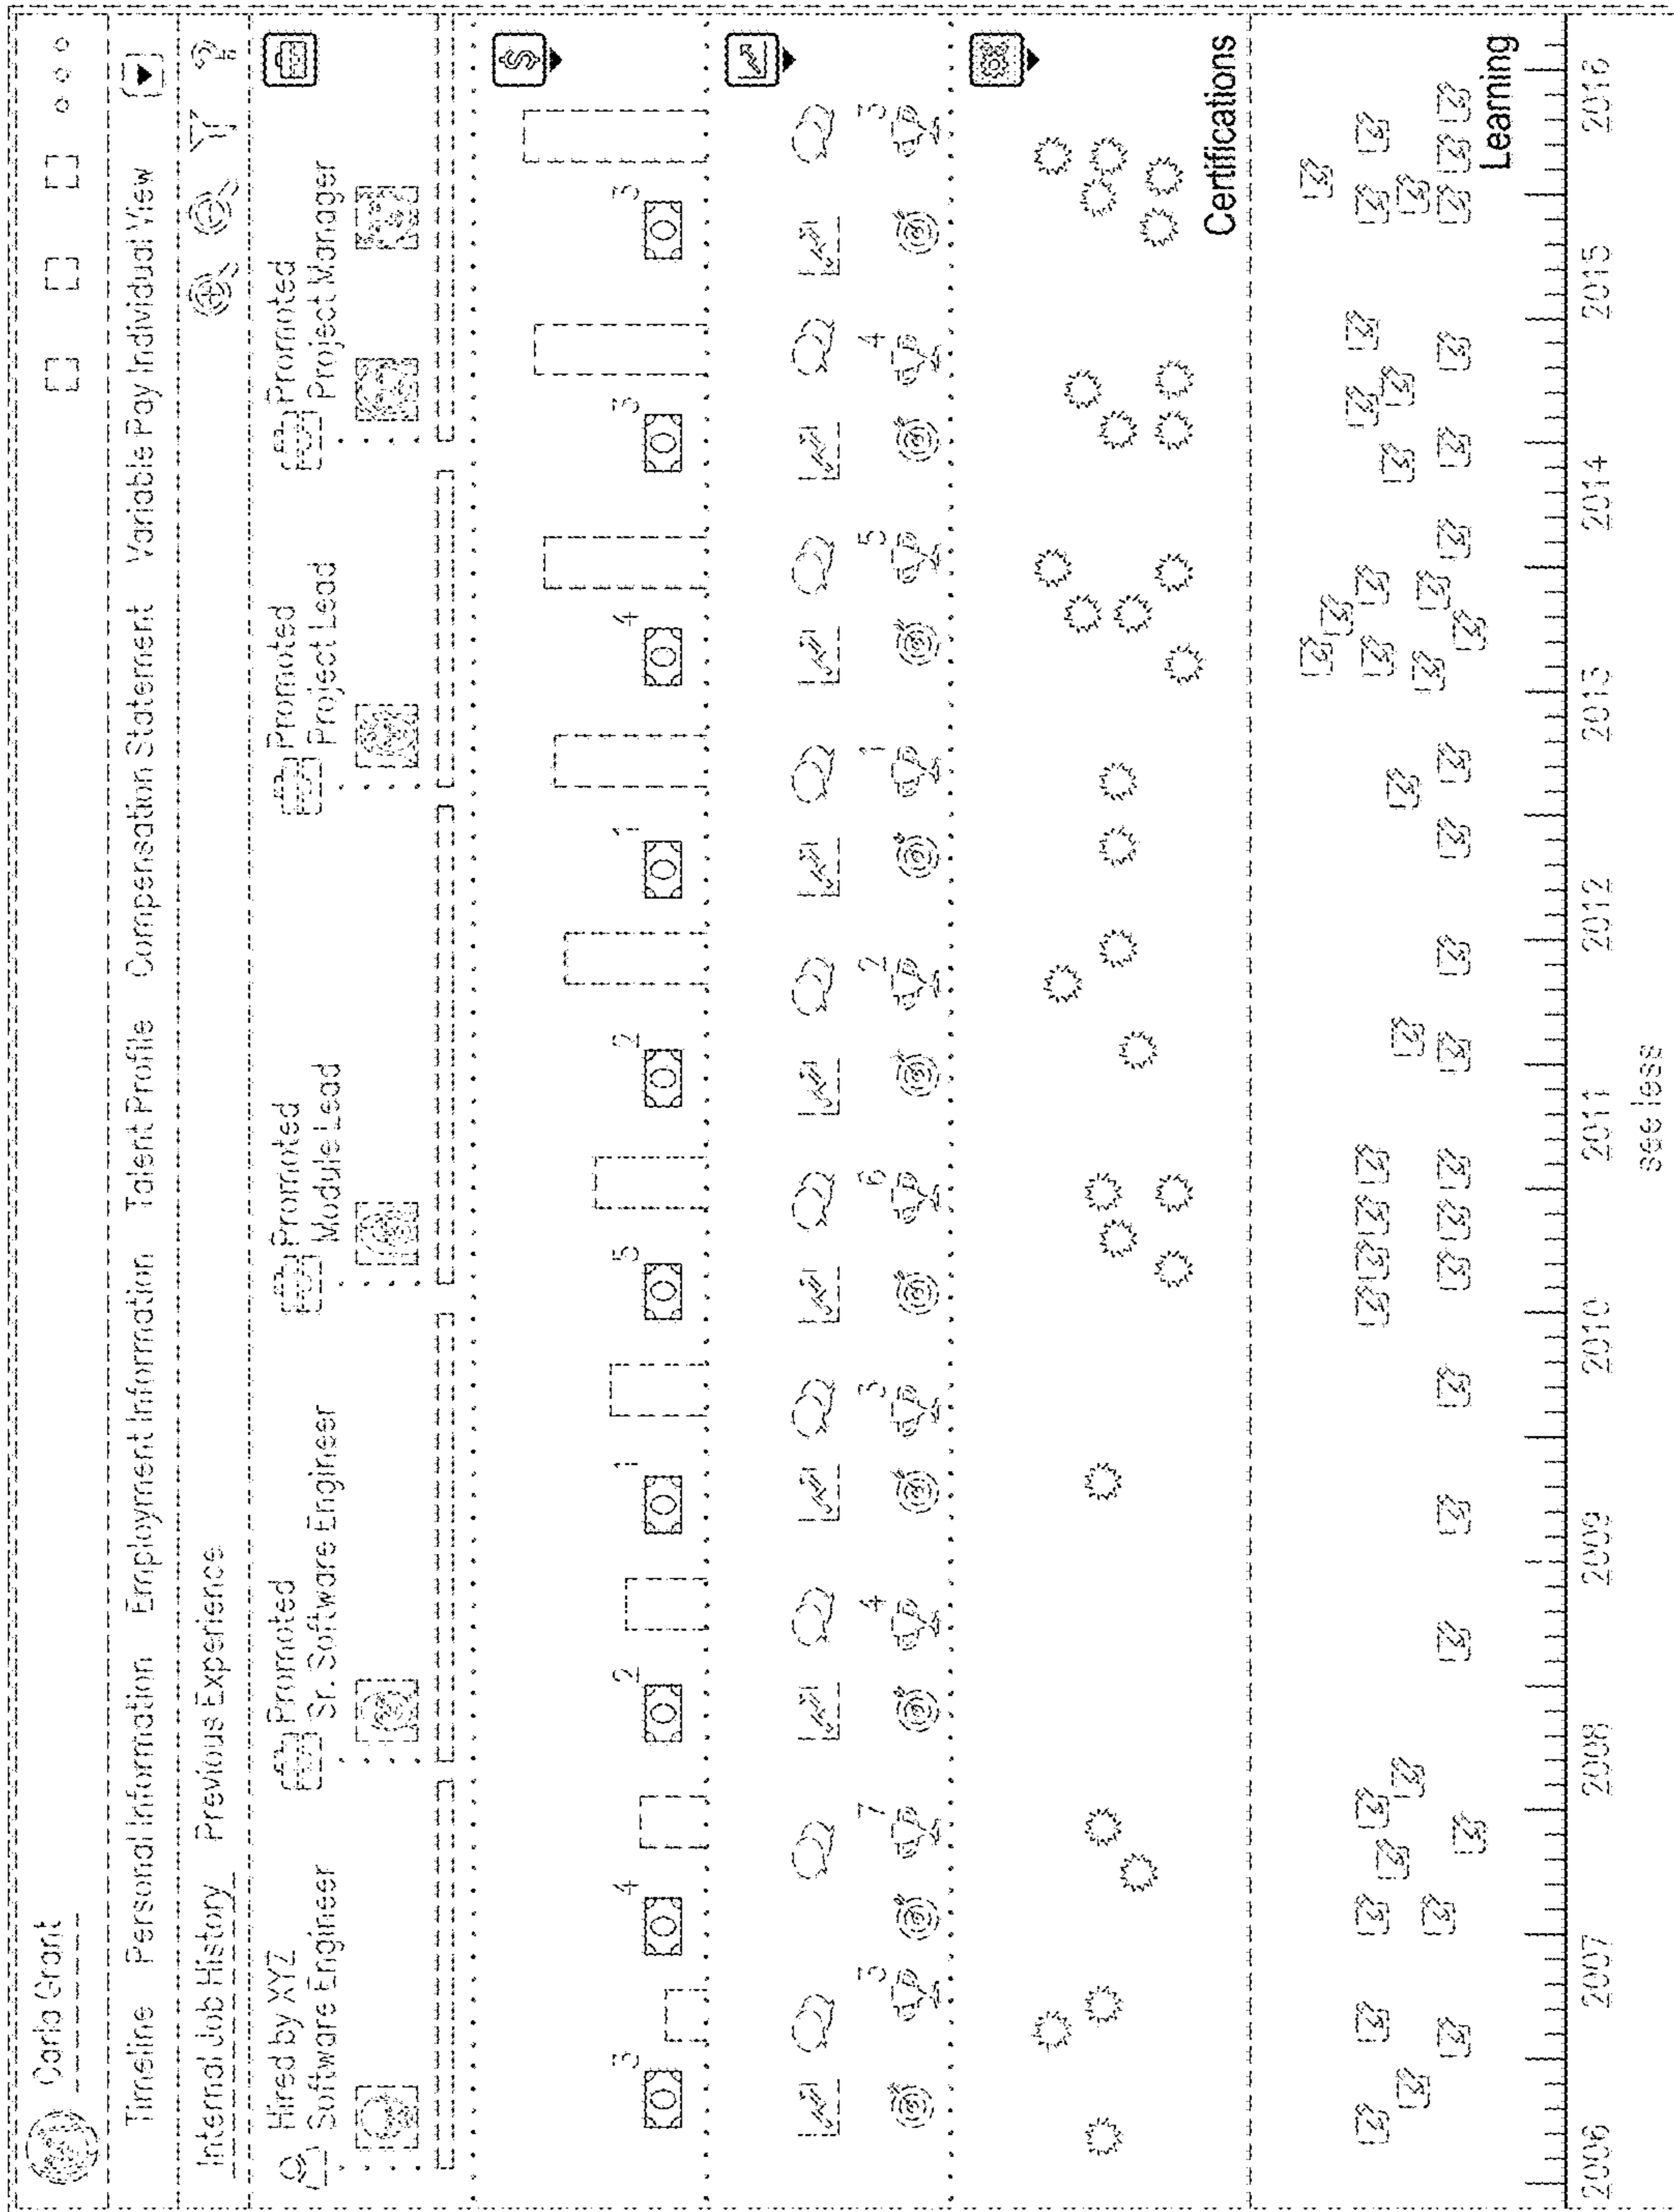 Carla Grant
Timeline Personal Information Employment Information Talent Profile Compensation Statement Variable Pay Individual View
Internal Job History Previous Experience ?
Hired by XYZ Promoted Promoted Promoted Promoted
Software Engineer Sr. Software Engineer Module Lead Project Lead Project Manager
$
3 4 2 1 5 2 1 4 3 3
3 7 4 3 6 2 1 5 4 3
Certifications
Learning
2006 2007 2008 2009 2010 2011 2012 2013 2014 2015 2016
see less